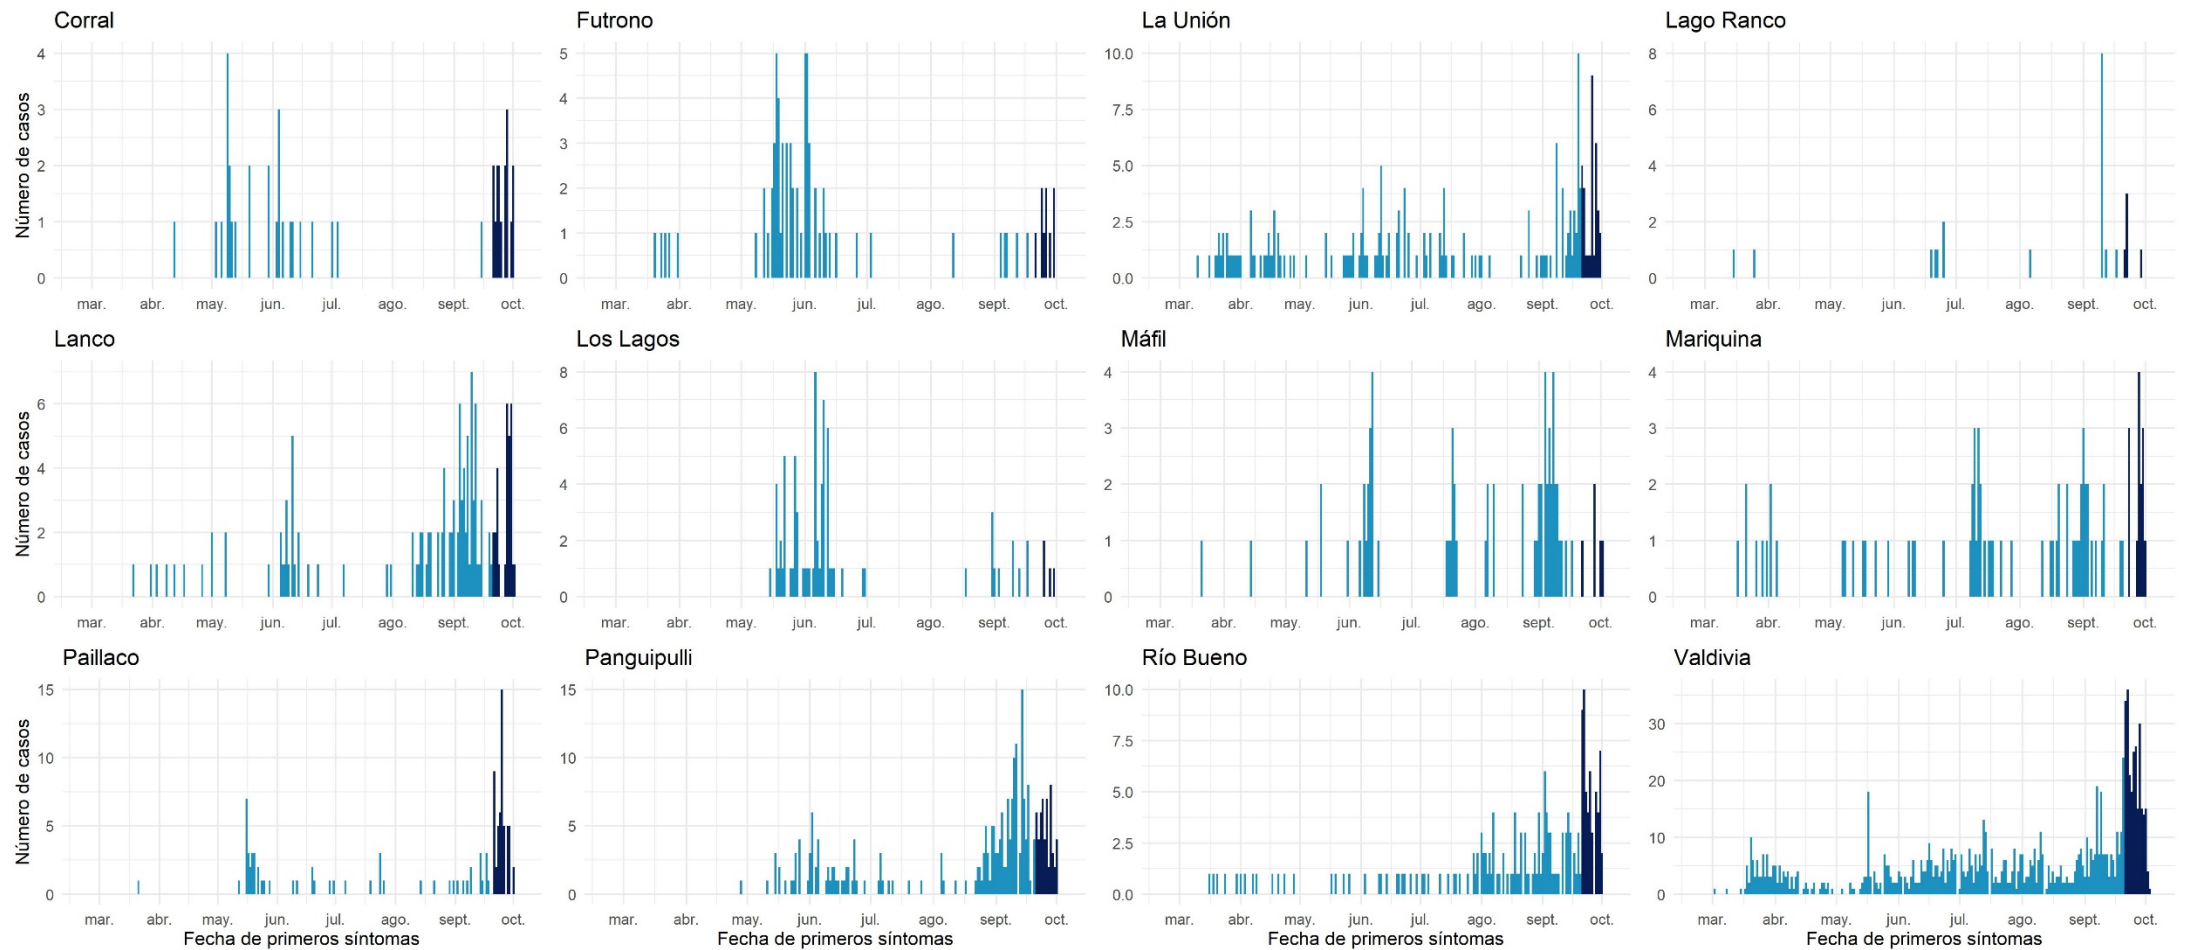 Corral
Futrono
La Unión
Lago Ranco
Número de casos
4
3
2
1
0
mar. abr. may. jun. jul. ago. sept. oct.
5
4
3
2
1
0
mar. abr. may. jun. jul. ago. sept. oct.
10.0
7.5
5.0
2.5
0.0
mar. abr. may. jun. jul. ago. sept. oct.
8
6
4
2
0
mar. abr. may. jun. jul. ago. sept. oct.
Lanco
Los Lagos
Máfil
Mariquina
Número de casos
6
4
2
0
mar. abr. may. jun. jul. ago. sept. oct.
8
6
4
2
0
mar. abr. may. jun. jul. ago. sept. oct.
4
3
2
1
0
mar. abr. may. jun. jul. ago. sept. oct.
4
3
2
1
0
mar. abr. may. jun. jul. ago. sept. oct.
Paillaco
Panguipulli
Río Bueno
Valdivia
Número de casos
15
10
5
0
mar. abr. may. jun. jul. ago. sept. oct.
Fecha de primeros síntomas
15
10
5
0
mar. abr. may. jun. jul. ago. sept. oct.
Fecha de primeros síntomas
10.0
7.5
5.0
2.5
0.0
mar. abr. may. jun. jul. ago. sept. oct.
Fecha de primeros síntomas
30
20
10
0
mar. abr. may. jun. jul. ago. sept. oct.
Fecha de primeros síntomas